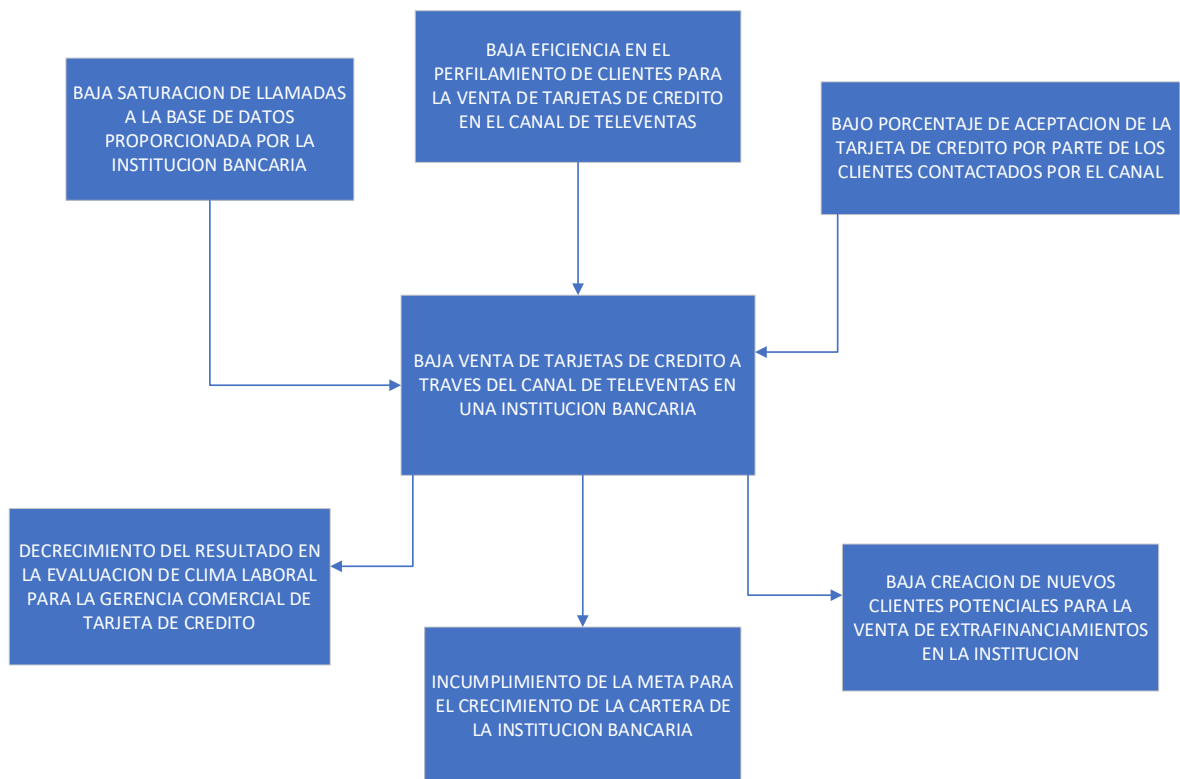 BAJA EFICIENCIA EN EL
PERFILAMIENTO DE CLIENTES PARA
LA VENTA DE TARJETAS DE CREDITO
EN EL CANAL DE TELEVENTAS
BAJA SATURACION DE LLAMADAS
A LA BASE DE DATOS
PROPORCIONADA POR LA
INSTITUCION BANCARIA
BAJO PORCENTAJE DE ACEPTACION DE LA
TARJETA DE CREDITO POR PARTE DE LOS
CLIENTES CONTACTADOS POR EL CANAL
BAJA VENTA DE TARJETAS DE CREDITO A
TRAVES DEL CANAL DE TELEVENTAS EN
UNA INSTITUCION BANCARIA
DECRECIMIENTO DEL RESULTADO EN
LA EVALUACION DE CLIMA LABORAL
PARA LA GERENCIA COMERCIAL DE
TARJETA DE CREDITO
BAJA CREACION DE NUEVOS
CLIENTES POTENCIALES PARA LA
VENTA DE EXTRAFINANCIAMIENTOS
EN LA INSTITUCION
INCUMPLIMIENTO DE LA META PARA
EL CRECIMIENTO DE LA CARTERA DE
LA INSTITUCION BANCARIA